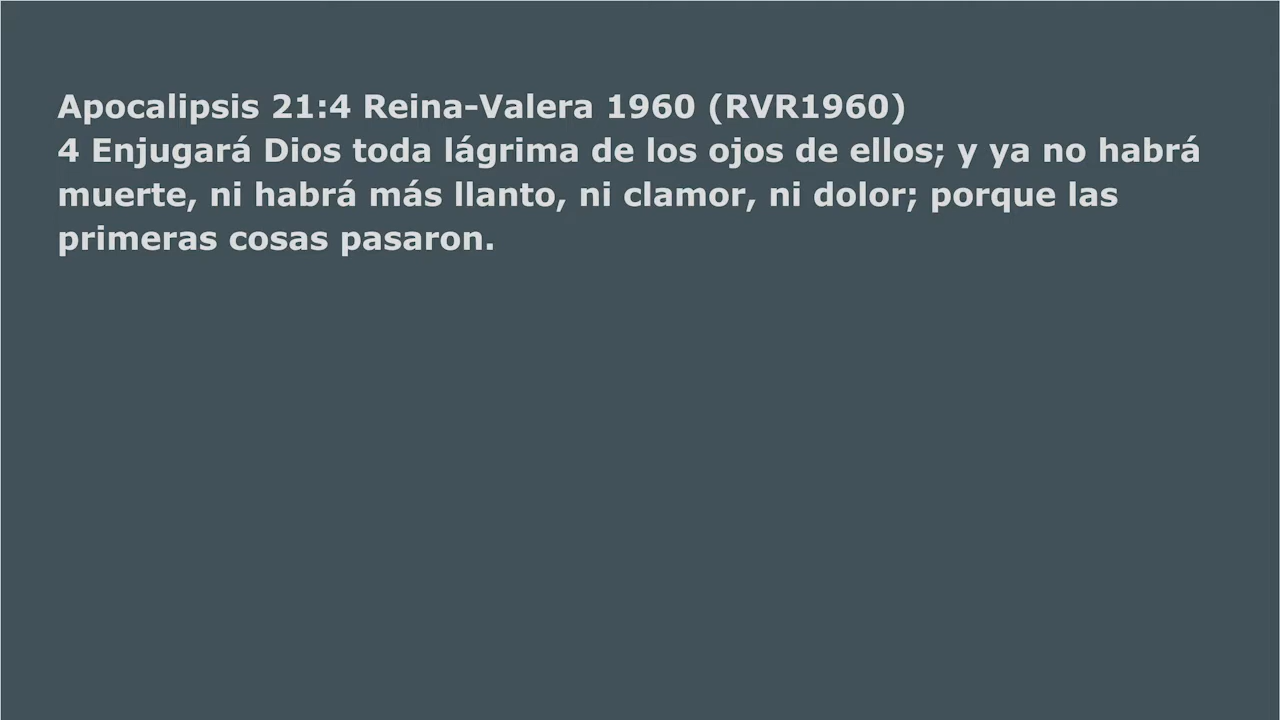 Apocalipsis 21:4 Reina-Valera 1960 (RVR1960)
4 Enjugará Dios toda lágrima de los ojos de ellos; y ya no habrá
muerte, ni habrá más llanto, ni clamor, ni dolor; porque las
primeras cosas pasaron.